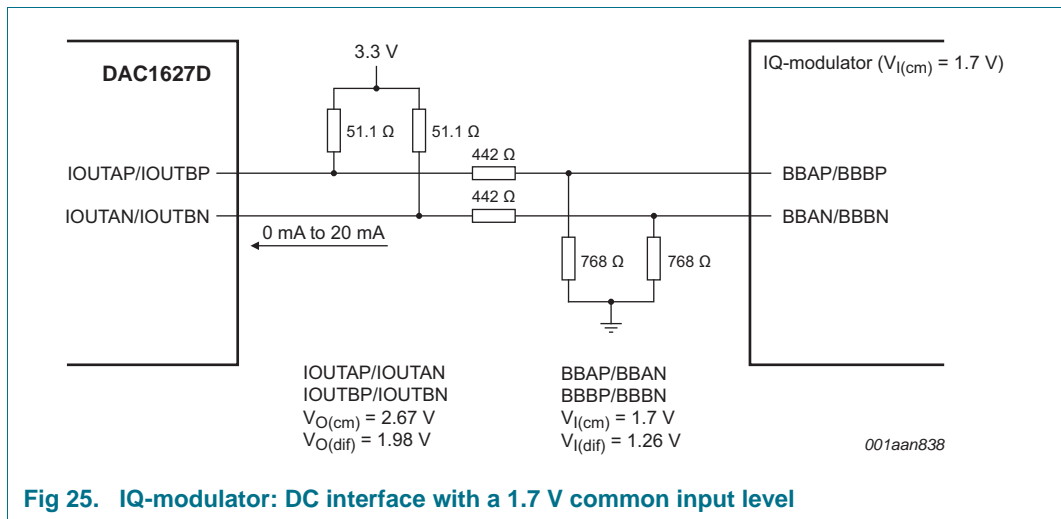 3.3 V
DAC1627D
IQ-modulator (VI(cm) = 1.7 V)
51.1 Ω
51.1 Ω
442 Ω
IOUTAP/IOUTBP
BBAP/BBBP
442 Ω
IOUTAN/IOUTBN
BBAN/BBBN
0 mA to 20 mA
768 Ω
768 Ω
IOUTAP/IOUTAN
IOUTBP/IOUTBN
VO(cm) = 2.67 V
VO(dif) = 1.98 V
BBAP/BBAN
BBBP/BBBN
VI(cm) = 1.7 V
VI(dif) = 1.26 V
001aan838
Fig 25. IQ-modulator: DC interface with a 1.7 V common input level